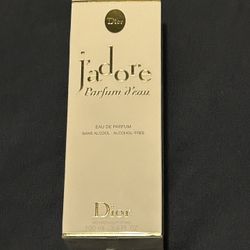 Dior
j'adore
Parfum d'eau
EAU DE PARFUM
SANS ALCOOL - ALCOHOL-FREE
Dior